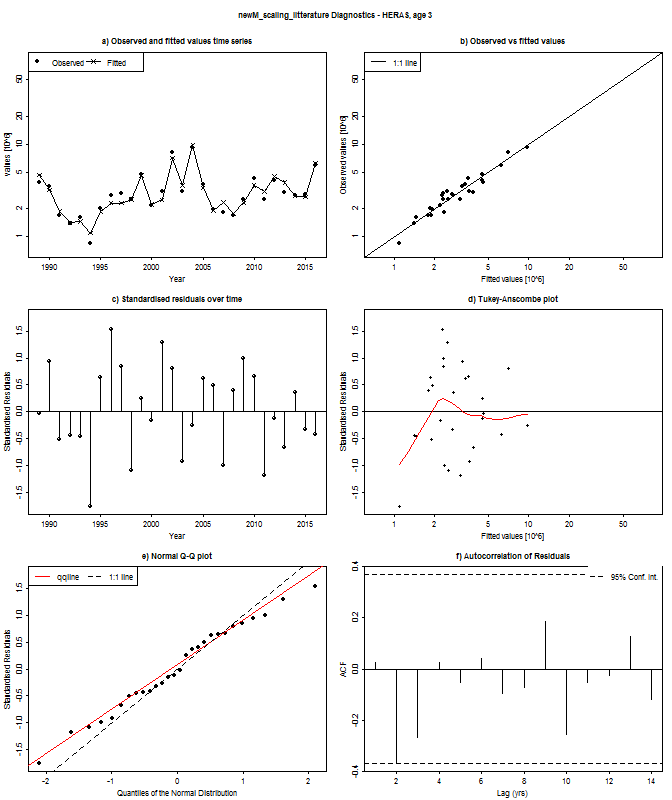 newM_scaling_litterature Diagnostics - HERAS, age 3
a) Observed and fitted values time series
Observed
Fitted
values [10^6]
50
20
10
5
2
1
1990 1995 2000 2005 2010 2015
Year
b) Observed vs fitted values
1:1 line
Observed values [10^6]
50
20
10
5
2
1
1 2 5 10 20 50
Fitted values [10^6]
c) Standardised residuals over time
Standardised Residuals
1.5
1.0
0.5
0.0
-0.5
-1.0
-1.5
1990 1995 2000 2005 2010 2015
Year
d) Tukey-Anscombe plot
Standardised Residuals
1.5
1.0
0.5
0.0
-0.5
-1.0
-1.5
1 2 5 10 20 50
Fitted values [10^6]
e) Normal Q-Q plot
qqline
1:1 line
Standardised Residuals
1.5
1.0
0.5
0.0
-0.5
-1.0
-1.5
-2 -1 0 1 2
Quantiles of the Normal Distribution
f) Autocorrelation of Residuals
95% Conf. Int.
ACF
0.4
0.2
0.0
-0.2
-0.4
2 4 6 8 10 12 14
Lag (yrs)